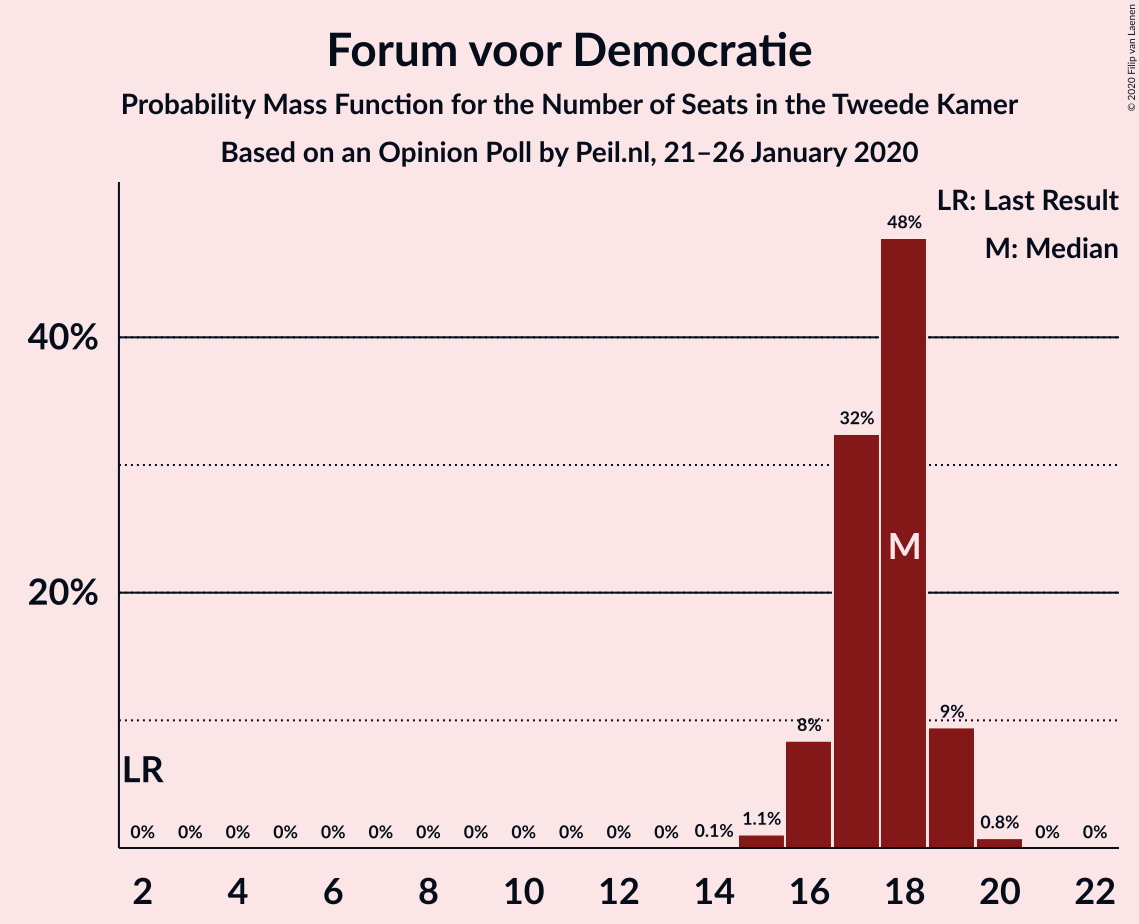 Forum voor Democratie
Probability Mass Function for the Number of Seats in the Tweede Kamer
Based on an Opinion Poll by Peil.nl, 21–26 January 2020
© 2020 Filip van Laenen
LR: Last Result
M: Median
48%
40%
32%
M
20%
9%
8%
LR
0% 0% 0% 0% 0% 0% 0% 0% 0% 0% 0% 0% 0.1% 1.1% 0.8% 0% 0%
2 4 6 8 10 12 14 16 18 20 22